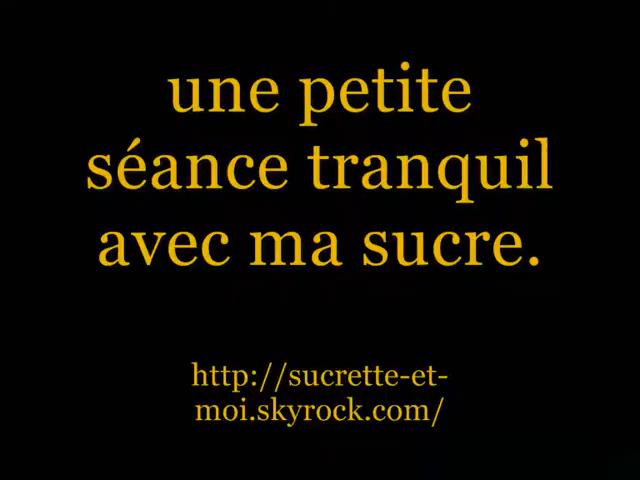 une petite
séance tranquil
avec ma sucre.
http://sucrette-et-
moi.skyrock.com/